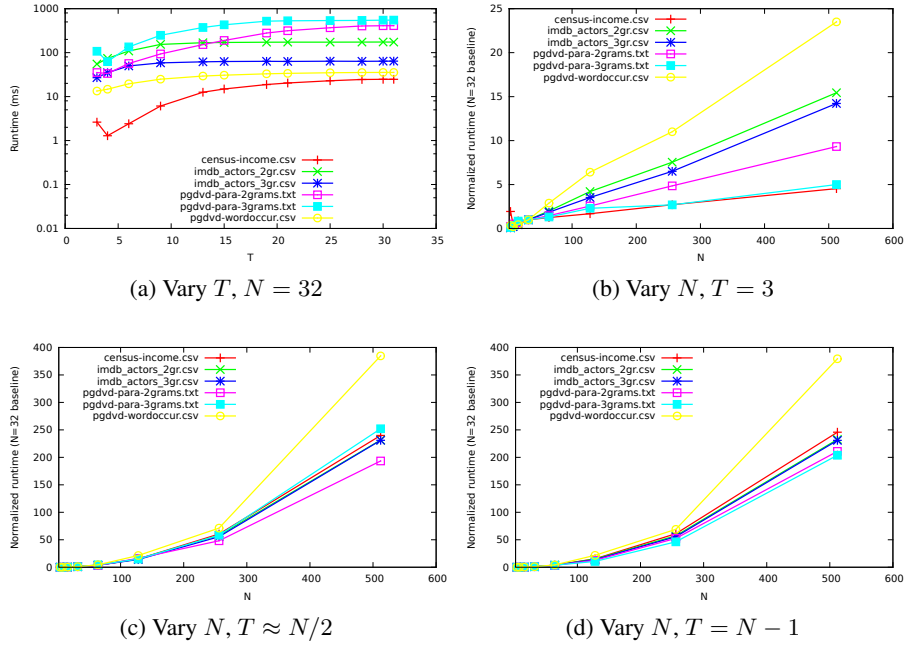 1000
100
10
1
0.1
0.01
Runtime (ms)
census-income.csv
imdb_actors_2gr.csv
imdb_actors_3gr.csv
pgdvd-para-2grams.txt
pgdvd-para-3grams.txt
pgdvd-wordoccur.csv
0 5 10 15 20 25 30 35
T
(a) Vary T, N = 32
25
20
15
10
5
0
Normalized runtime (N=32 baseline)
census-income.csv
imdb_actors_2gr.csv
imdb_actors_3gr.csv
pgdvd-para-2grams.txt
pgdvd-para-3grams.txt
pgdvd-wordoccur.csv
100 200 300 400 500 600
N
(b) Vary N, T = 3
400
350
300
250
200
150
100
50
0
Normalized runtime (N=32 baseline)
census-income.csv
imdb_actors_2gr.csv
imdb_actors_3gr.csv
pgdvd-para-2grams.txt
pgdvd-para-3grams.txt
pgdvd-wordoccur.csv
100 200 300 400 500 600
N
(c) Vary N, T ≈ N/2
400
350
300
250
200
150
100
50
0
Normalized runtime (N=32 baseline)
census-income.csv
imdb_actors_2gr.csv
imdb_actors_3gr.csv
pgdvd-para-2grams.txt
pgdvd-para-3grams.txt
pgdvd-wordoccur.csv
100 200 300 400 500 600
N
(d) Vary N, T = N − 1